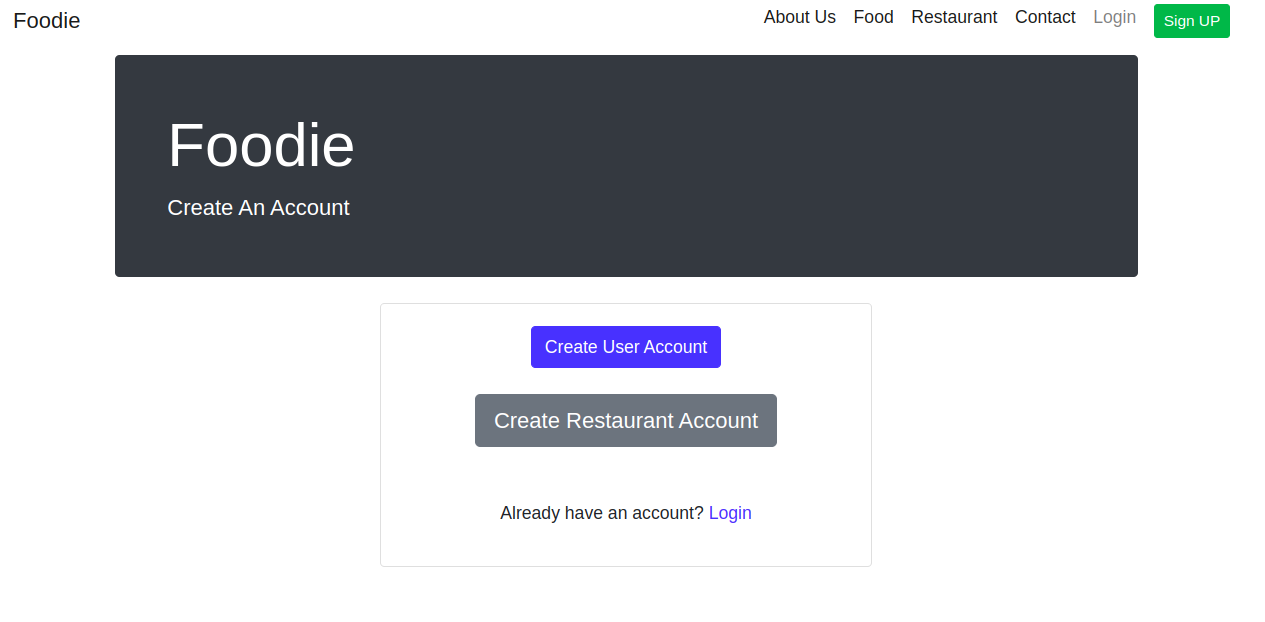 Foodie
About Us Food Restaurant Contact Login Sign UP
Foodie
Create An Account
Create User Account
Create Restaurant Account
Already have an account? Login